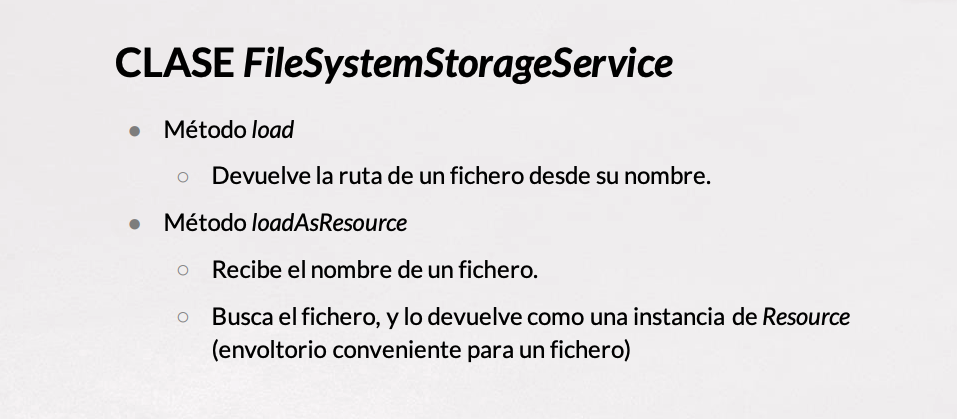 CLASE FileSystemStorageService
● Método load
○ Devuelve la ruta de un fichero desde su nombre.
● Método loadAsResource
○ Recibe el nombre de un fichero.
○ Busca el fichero, y lo devuelve como una instancia de Resource
(envoltorio conveniente para un fichero)